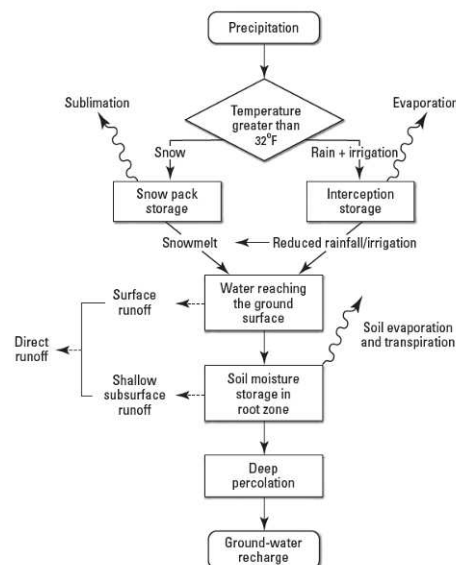 Precipitation
Sublimation
Temperature
greater than
32°F
Evaporation
Snow
Rain + irrigation
Snow pack
storage
Interception
storage
Snowmelt
Reduced rainfall/irrigation
Surface
runoff
Water reaching
the ground
surface
Soil evaporation
and transpiration
Direct
runoff
Shallow
subsurface
runoff
Soil moisture
storage in
root zone
Deep
percolation
Ground-water
recharge